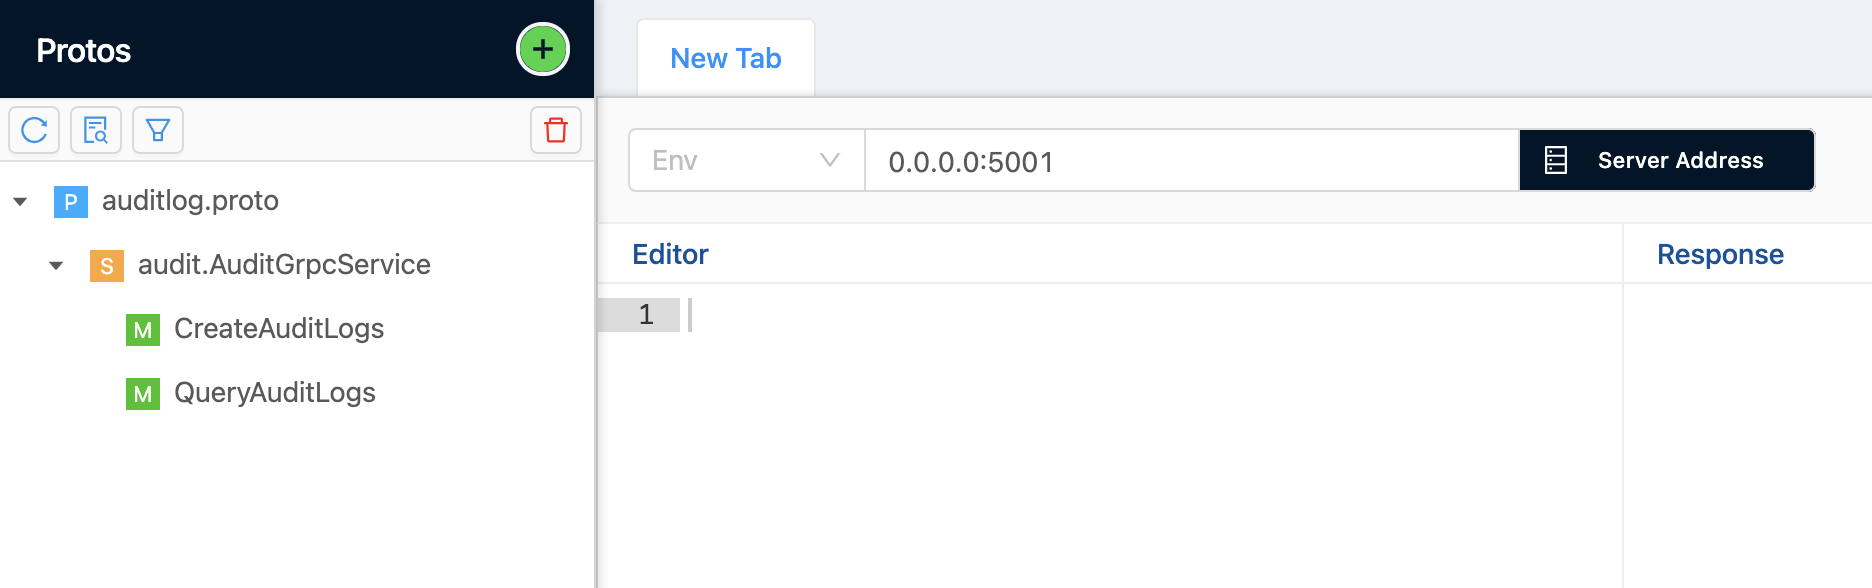 Protos
New Tab
Env
0.0.0.0:5001
Server Address
P auditlog.proto
S audit.AuditGrpcService
M CreateAuditLogs
M QueryAuditLogs
Editor
Response
1